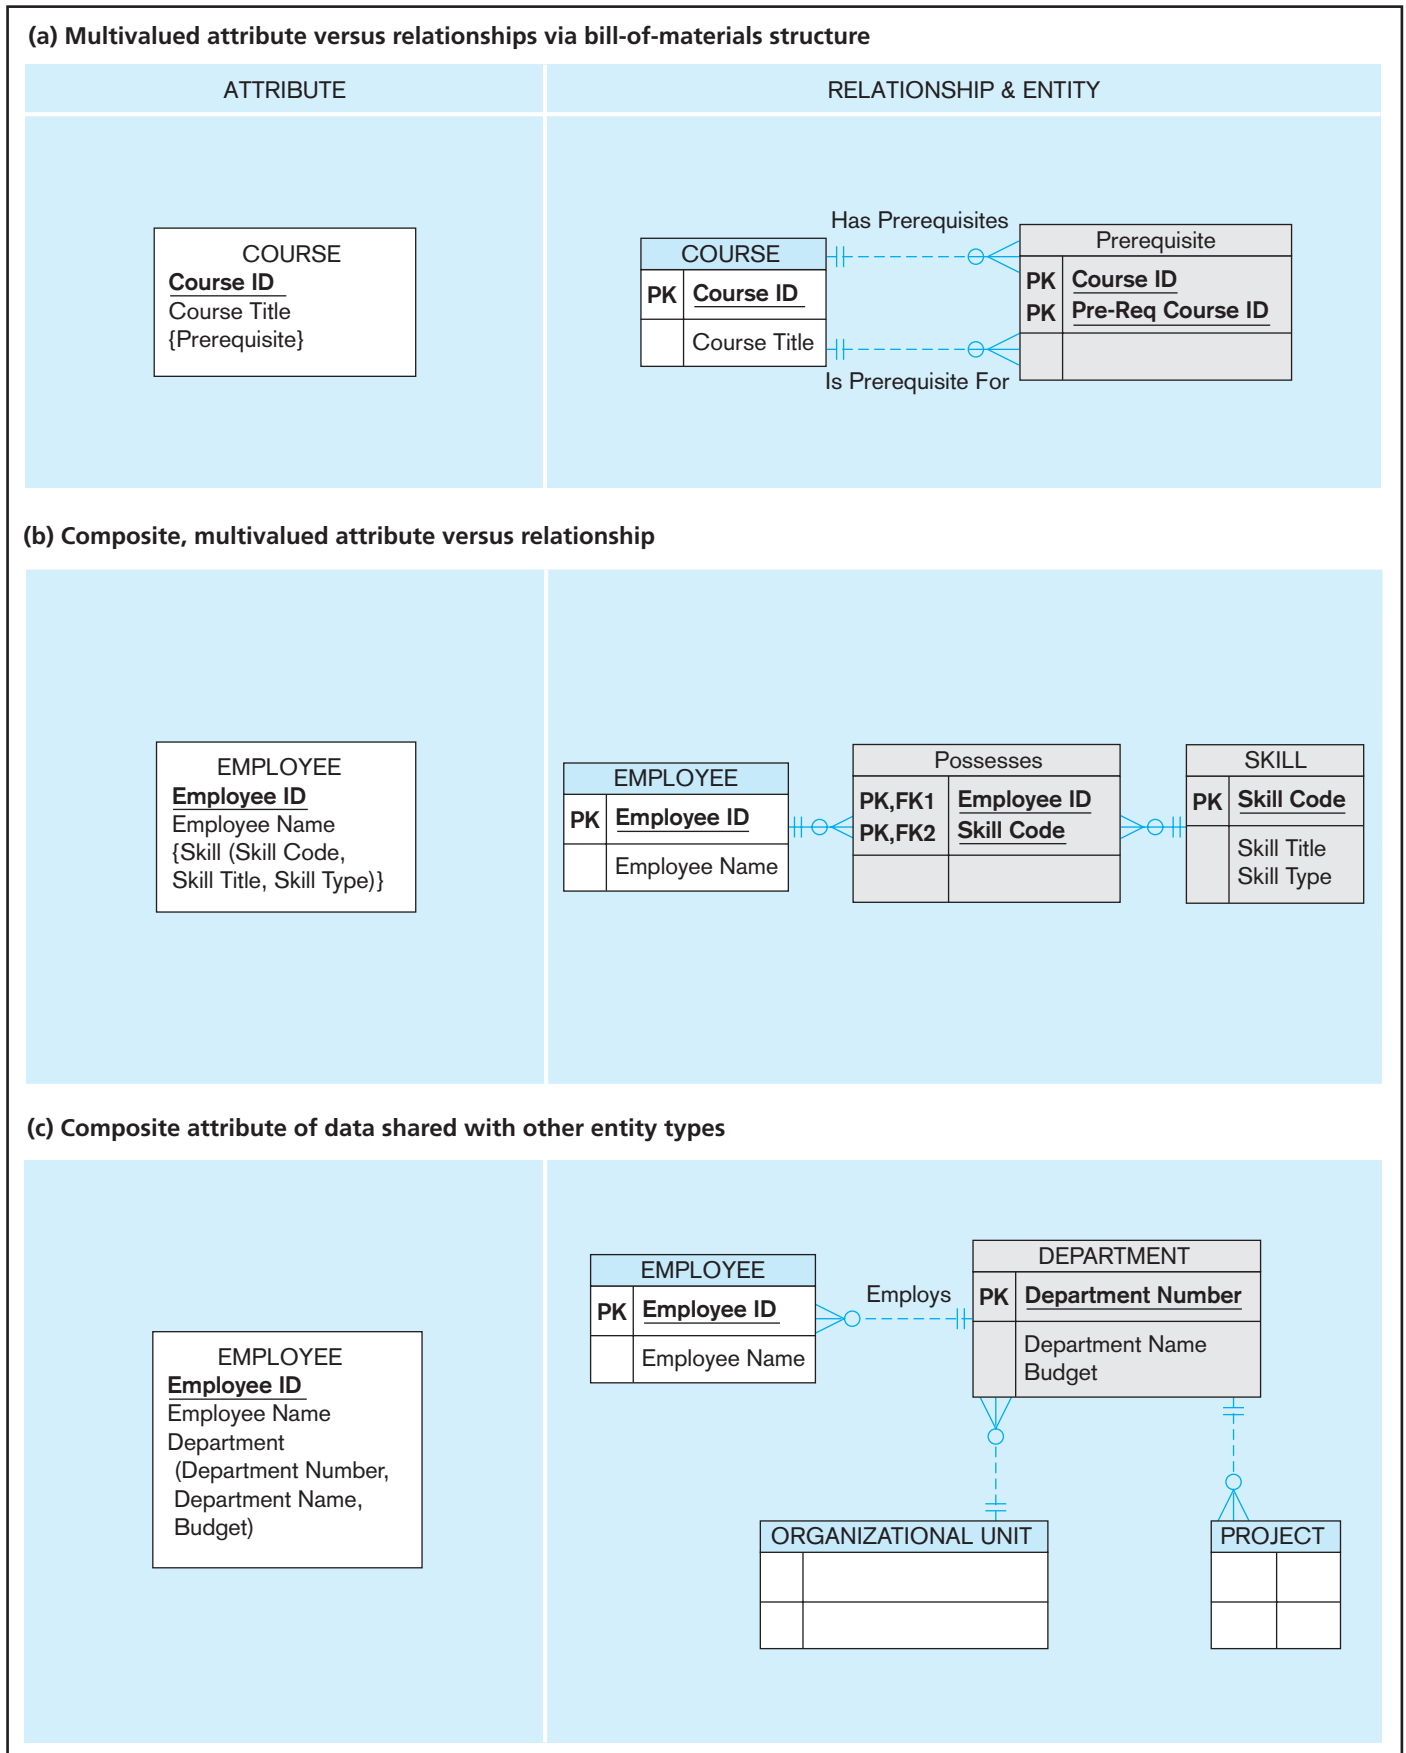 (a) Multivalued attribute versus relationships via bill-of-materials structure
ATTRIBUTE
RELATIONSHIP & ENTITY
COURSE
Course ID
Course Title
{Prerequisite}
Has Prerequisites
COURSE
PK Course ID
Course Title
Prerequisite
PK Course ID
PK Pre-Req Course ID
Is Prerequisite For
(b) Composite, multivalued attribute versus relationship
EMPLOYEE
Employee ID
Employee Name
{Skill (Skill Code,
Skill Title, Skill Type)}
EMPLOYEE
PK Employee ID
Employee Name
Possesses
PK,FK1 Employee ID
PK,FK2 Skill Code
SKILL
PK Skill Code
Skill Title
Skill Type
(c) Composite attribute of data shared with other entity types
EMPLOYEE
Employee ID
Employee Name
Department
(Department Number,
Department Name,
Budget)
EMPLOYEE
PK Employee ID
Employee Name
Employs
DEPARTMENT
PK Department Number
Department Name
Budget
ORGANIZATIONAL UNIT
PROJECT